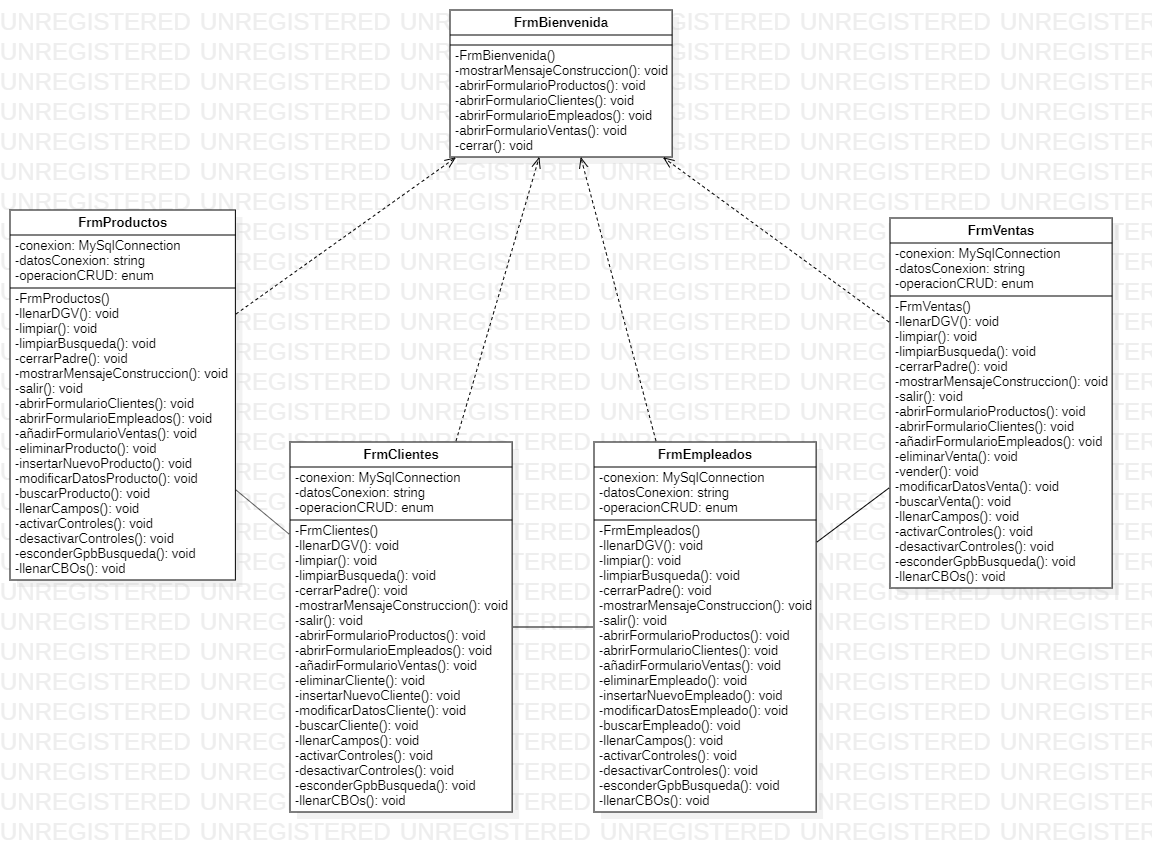 FrmBienvenida
-FrmBienvenida()
-mostrarMensajeConstruccion(): void
-abrirFormularioProductos(): void
-abrirFormularioClientes(): void
-abrirFormularioEmpleados(): void
-abrirFormularioVentas(): void
-cerrar(): void
FrmProductos
-conexion: MySqlConnection
-datosConexion: string
-operacionCRUD: enum
-FrmProductos()
-llenarDGV(): void
-limpiar(): void
-limpiarBusqueda(): void
-cerrarPadre(): void
-mostrarMensajeConstruccion(): void
-salir(): void
-abrirFormularioClientes(): void
-abrirFormularioEmpleados(): void
-añadirFormularioVentas(): void
-eliminarProducto(): void
-insertarNuevoProducto(): void
-modificarDatosProducto(): void
-buscarProducto(): void
-llenarCampos(): void
-activarControles(): void
-desactivarControles(): void
-esconderGpbBusqueda(): void
-llenarCBOs(): void
FrmClientes
-conexion: MySqlConnection
-datosConexion: string
-operacionCRUD: enum
-FrmClientes()
-llenarDGV(): void
-limpiar(): void
-limpiarBusqueda(): void
-cerrarPadre(): void
-mostrarMensajeConstruccion(): void
-salir(): void
-abrirFormularioProductos(): void
-abrirFormularioEmpleados(): void
-añadirFormularioVentas(): void
-eliminarCliente(): void
-insertarNuevoCliente(): void
-modificarDatosCliente(): void
-buscarCliente(): void
-llenarCampos(): void
-activarControles(): void
-desactivarControles(): void
-esconderGpbBusqueda(): void
-llenarCBOs(): void
FrmEmpleados
-conexion: MySqlConnection
-datosConexion: string
-operacionCRUD: enum
-FrmEmpleados()
-llenarDGV(): void
-limpiar(): void
-limpiarBusqueda(): void
-cerrarPadre(): void
-mostrarMensajeConstruccion(): void
-salir(): void
-abrirFormularioProductos(): void
-abrirFormularioClientes(): void
-añadirFormularioVentas(): void
-eliminarEmpleado(): void
-insertarNuevoEmpleado(): void
-modificarDatosEmpleado(): void
-buscarEmpleado(): void
-llenarCampos(): void
-activarControles(): void
-desactivarControles(): void
-esconderGpbBusqueda(): void
-llenarCBOs(): void
FrmVentas
-conexion: MySqlConnection
-datosConexion: string
-operacionCRUD: enum
-FrmVentas()
-llenarDGV(): void
-limpiar(): void
-limpiarBusqueda(): void
-cerrarPadre(): void
-mostrarMensajeConstruccion(): void
-salir(): void
-abrirFormularioProductos(): void
-abrirFormularioClientes(): void
-añadirFormularioEmpleados(): void
-eliminarVenta(): void
-vender(): void
-modificarDatosVenta(): void
-buscarVenta(): void
-llenarCampos(): void
-activarControles(): void
-desactivarControles(): void
-esconderGpbBusqueda(): void
-llenarCBOs(): void
UNREGISTERED